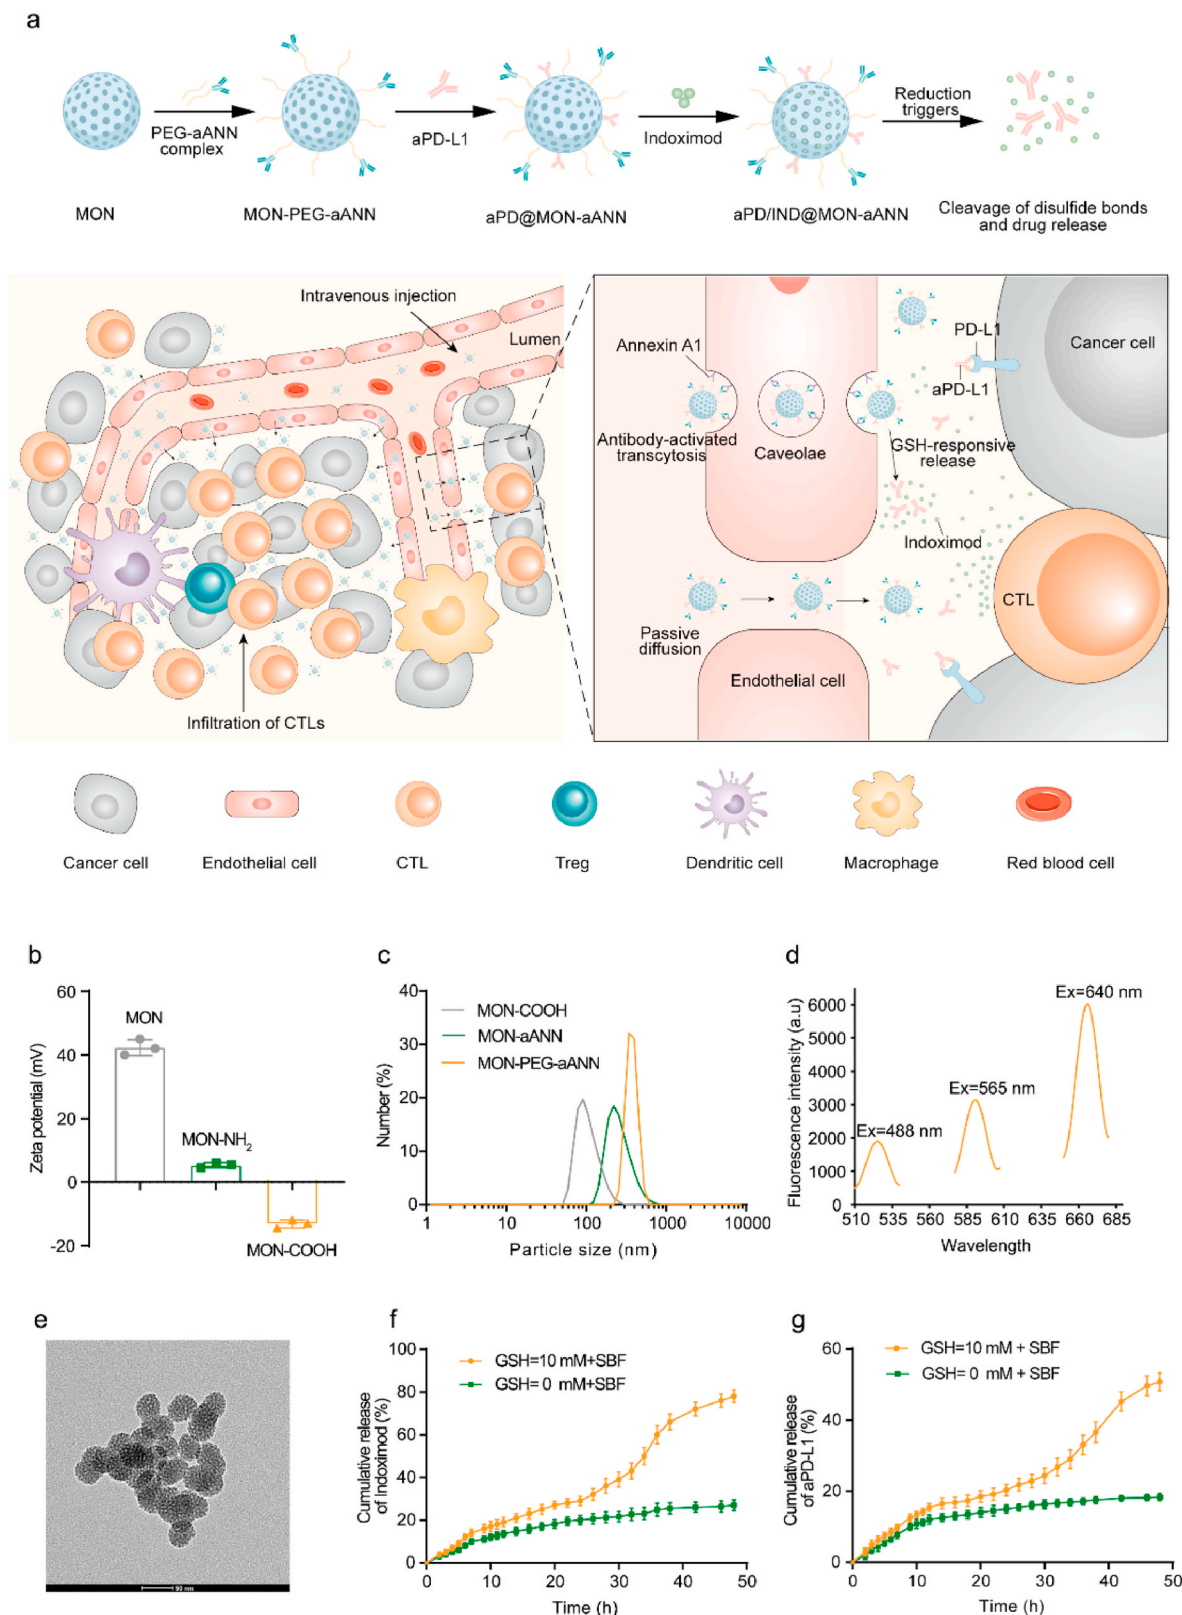 a
PEG-aANN
complex
aPD-L1
Indoximod
Reduction
triggers
MON
MON-PEG-aANN
aPD@MON-aANN
aPD/IND@MON-aANN
Cleavage of disulfide bonds
and drug release
Intravenous injection
Lumen
Infiltration of CTLs
Annexin A1
PD-L1
Cancer cell
aPD-L1
Antibody-activated
transcytosis
Caveolae
GSH-responsive
release
Indoximod
CTL
Passive
diffusion
Endothelial cell
Cancer cell
Endothelial cell
CTL
Treg
Dendritic cell
Macrophage
Red blood cell
b
Zeta potential (mV)
60
40
20
0
-20
MON
MON-NH2
MON-COOH
c
Number (%)
40
30
20
10
0
MON-COOH
MON-aANN
MON-PEG-aANN
1 10 100 1000 10000
Particle size (nm)
d
Fluorescence intensity (a.u)
6000
5000
4000
3000
2000
1000
0
Ex=640 nm
Ex=565 nm
Ex=488 nm
510 535 560 585 610 635 660 685
Wavelength
e
50 nm
f
Cumulative release
of Indoximod (%)
100
80
60
40
20
0
GSH=10 mM+SBF
GSH= 0 mM+SBF
0 10 20 30 40 50
Time (h)
g
Cumulative release
of aPD-L1 (%)
60
40
20
0
GSH=10 mM + SBF
GSH= 0 mM + SBF
0 10 20 30 40 50
Time (h)